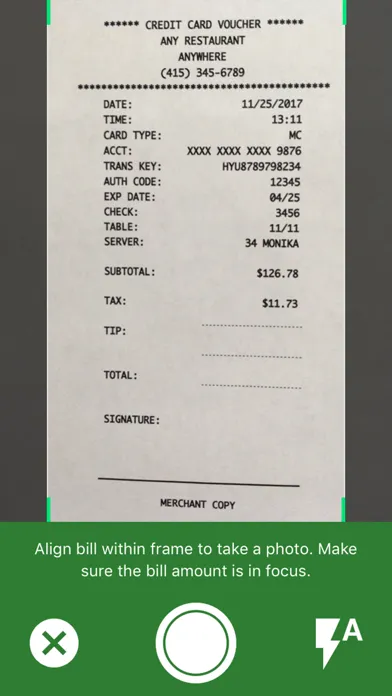 ****** CREDIT CARD VOUCHER ******
ANY RESTAURANT
ANYWHERE
(415) 345-6789
******************************************
DATE: 11/25/2017
TIME: 13:11
CARD TYPE: MC
ACCT: XXXX XXXX XXXX 9876
TRANS KEY: HYU8789798234
AUTH CODE: 12345
EXP DATE: 04/25
CHECK: 3456
TABLE: 11/11
SERVER: 34 MONIKA
SUBTOTAL: $126.78
TAX: $11.73
TIP:
TOTAL:
SIGNATURE:
MERCHANT COPY
Align bill within frame to take a photo. Make
sure the bill amount is in focus.
A